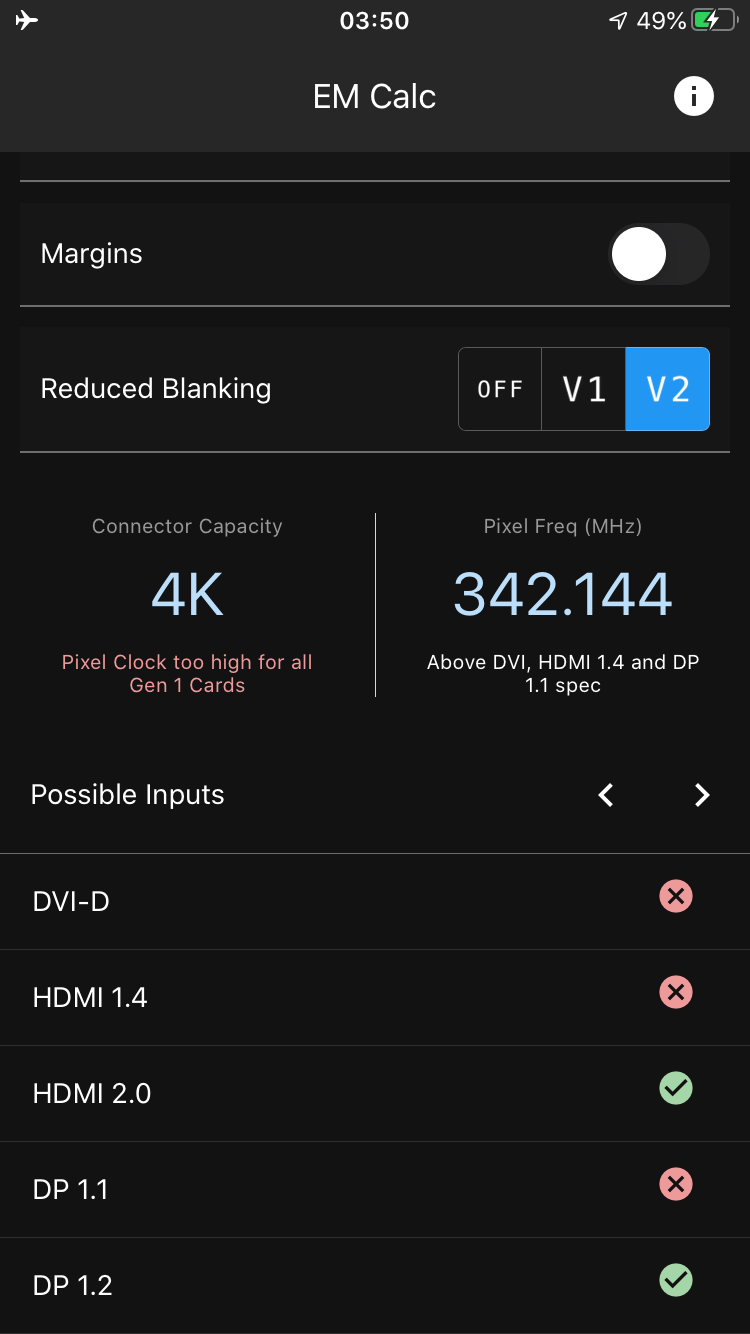 03:50
49%
EM Calc
Margins
Reduced Blanking
OFF
V1
V2
Connector Capacity
4K
Pixel Clock too high for all
Gen 1 Cards
Pixel Freq (MHz)
342.144
Above DVI, HDMI 1.4 and DP
1.1 spec
Possible Inputs
DVI-D
HDMI 1.4
HDMI 2.0
DP 1.1
DP 1.2